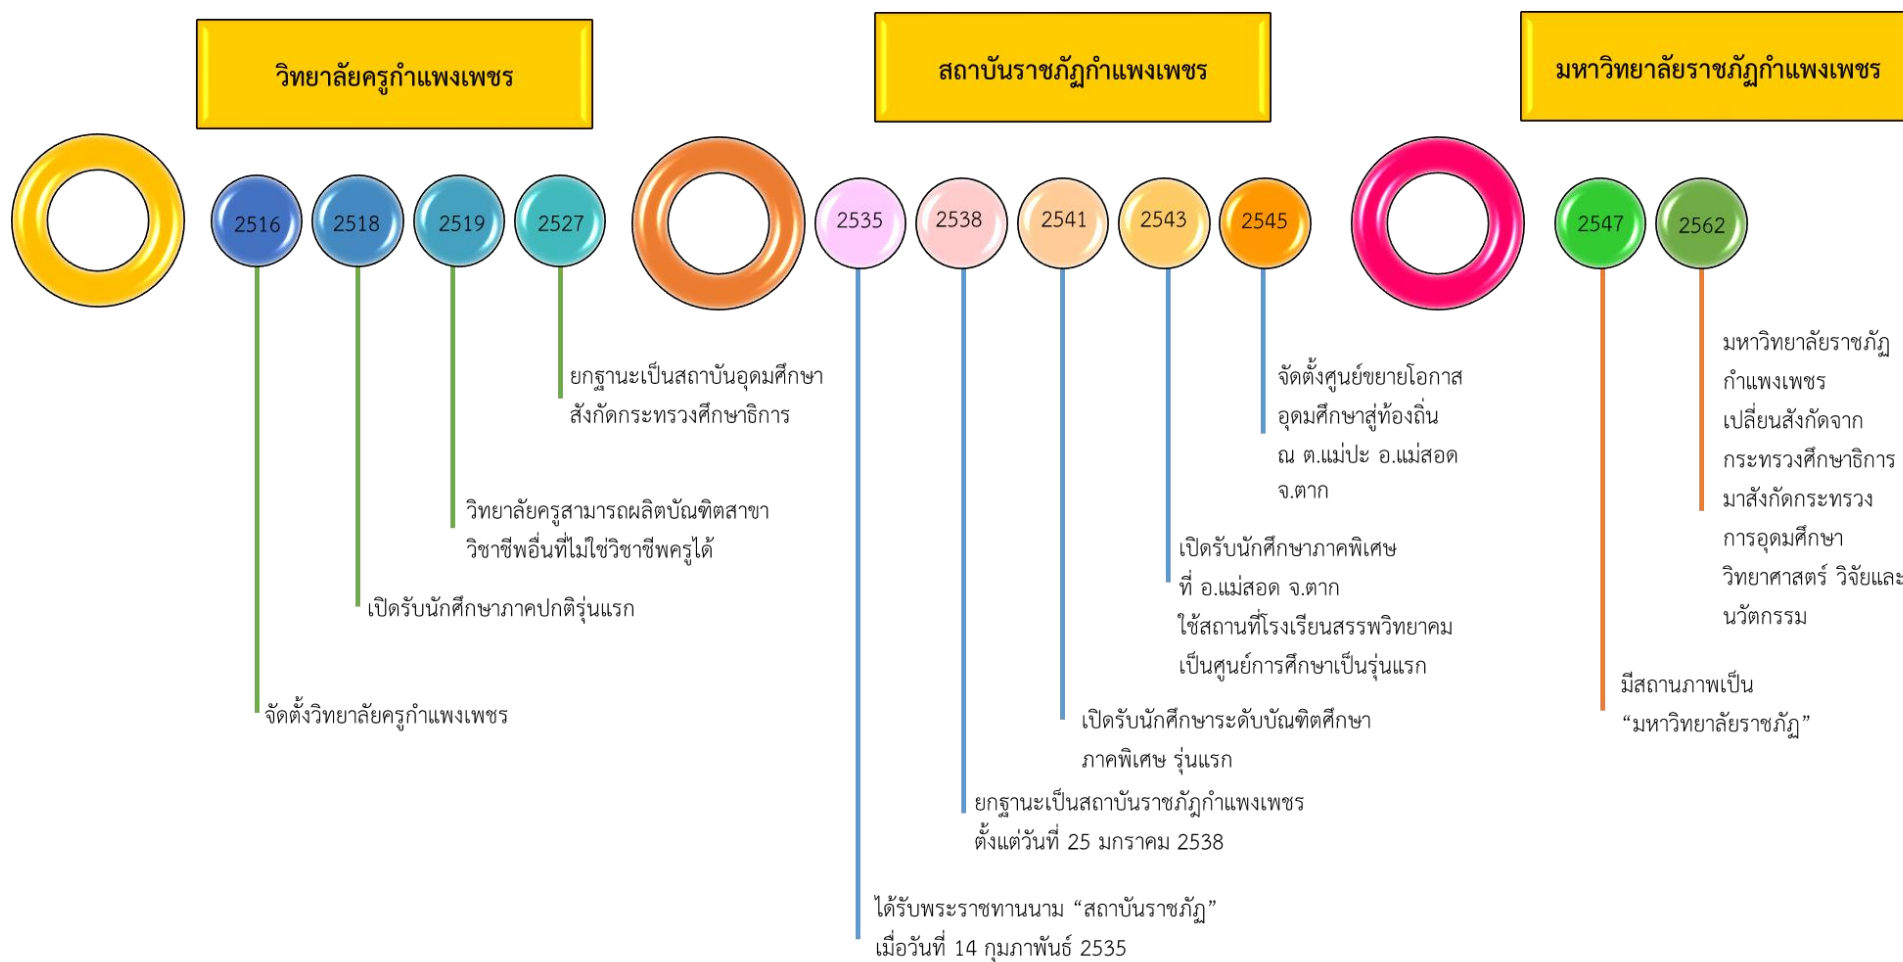 วิทยาลัยครูกำแพงเพชร
สถาบันราชภัฏกำแพงเพชร
มหาวิทยาลัยราชภัฏกำแพงเพชร
2516
2518
2519
2527
2535
2538
2541
2543
2545
2547
2562
จัดตั้งวิทยาลัยครูกำแพงเพชร
เปิดรับนักศึกษาภาคปกติรุ่นแรก
วิทยาลัยครูสามารถผลิตบัณฑิตสาขา
วิชาชีพอื่นที่ไม่ใช่วิชาชีพครูได้
ยกฐานะเป็นสถาบันอุดมศึกษา
สังกัดกระทรวงศึกษาธิการ
ได้รับพระราชทานนาม “สถาบันราชภัฏ”
เมื่อวันที่ 14 กุมภาพันธ์ 2535
ยกฐานะเป็นสถาบันราชภัฎกำแพงเพชร
ตั้งแต่วันที่ 25 มกราคม 2538
เปิดรับนักศึกษาระดับบัณฑิตศึกษา
ภาคพิเศษ รุ่นแรก
เปิดรับนักศึกษาภาคพิเศษ
ที่ อ.แม่สอด จ.ตาก
ใช้สถานที่โรงเรียนสรรพวิทยาคม
เป็นศูนย์การศึกษาเป็นรุ่นแรก
จัดตั้งศูนย์ขยายโอกาส
อุดมศึกษาสู่ท้องถิ่น
ณ ต.แม่ปะ อ.แม่สอด
จ.ตาก
มีสถานภาพเป็น
“มหาวิทยาลัยราชภัฏ”
มหาวิทยาลัยราชภัฏ
กำแพงเพชร
เปลี่ยนสังกัดจาก
กระทรวงศึกษาธิการ
มาสังกัดกระทรวง
การอุดมศึกษา
วิทยาศาสตร์ วิจัยและ
นวัตกรรม